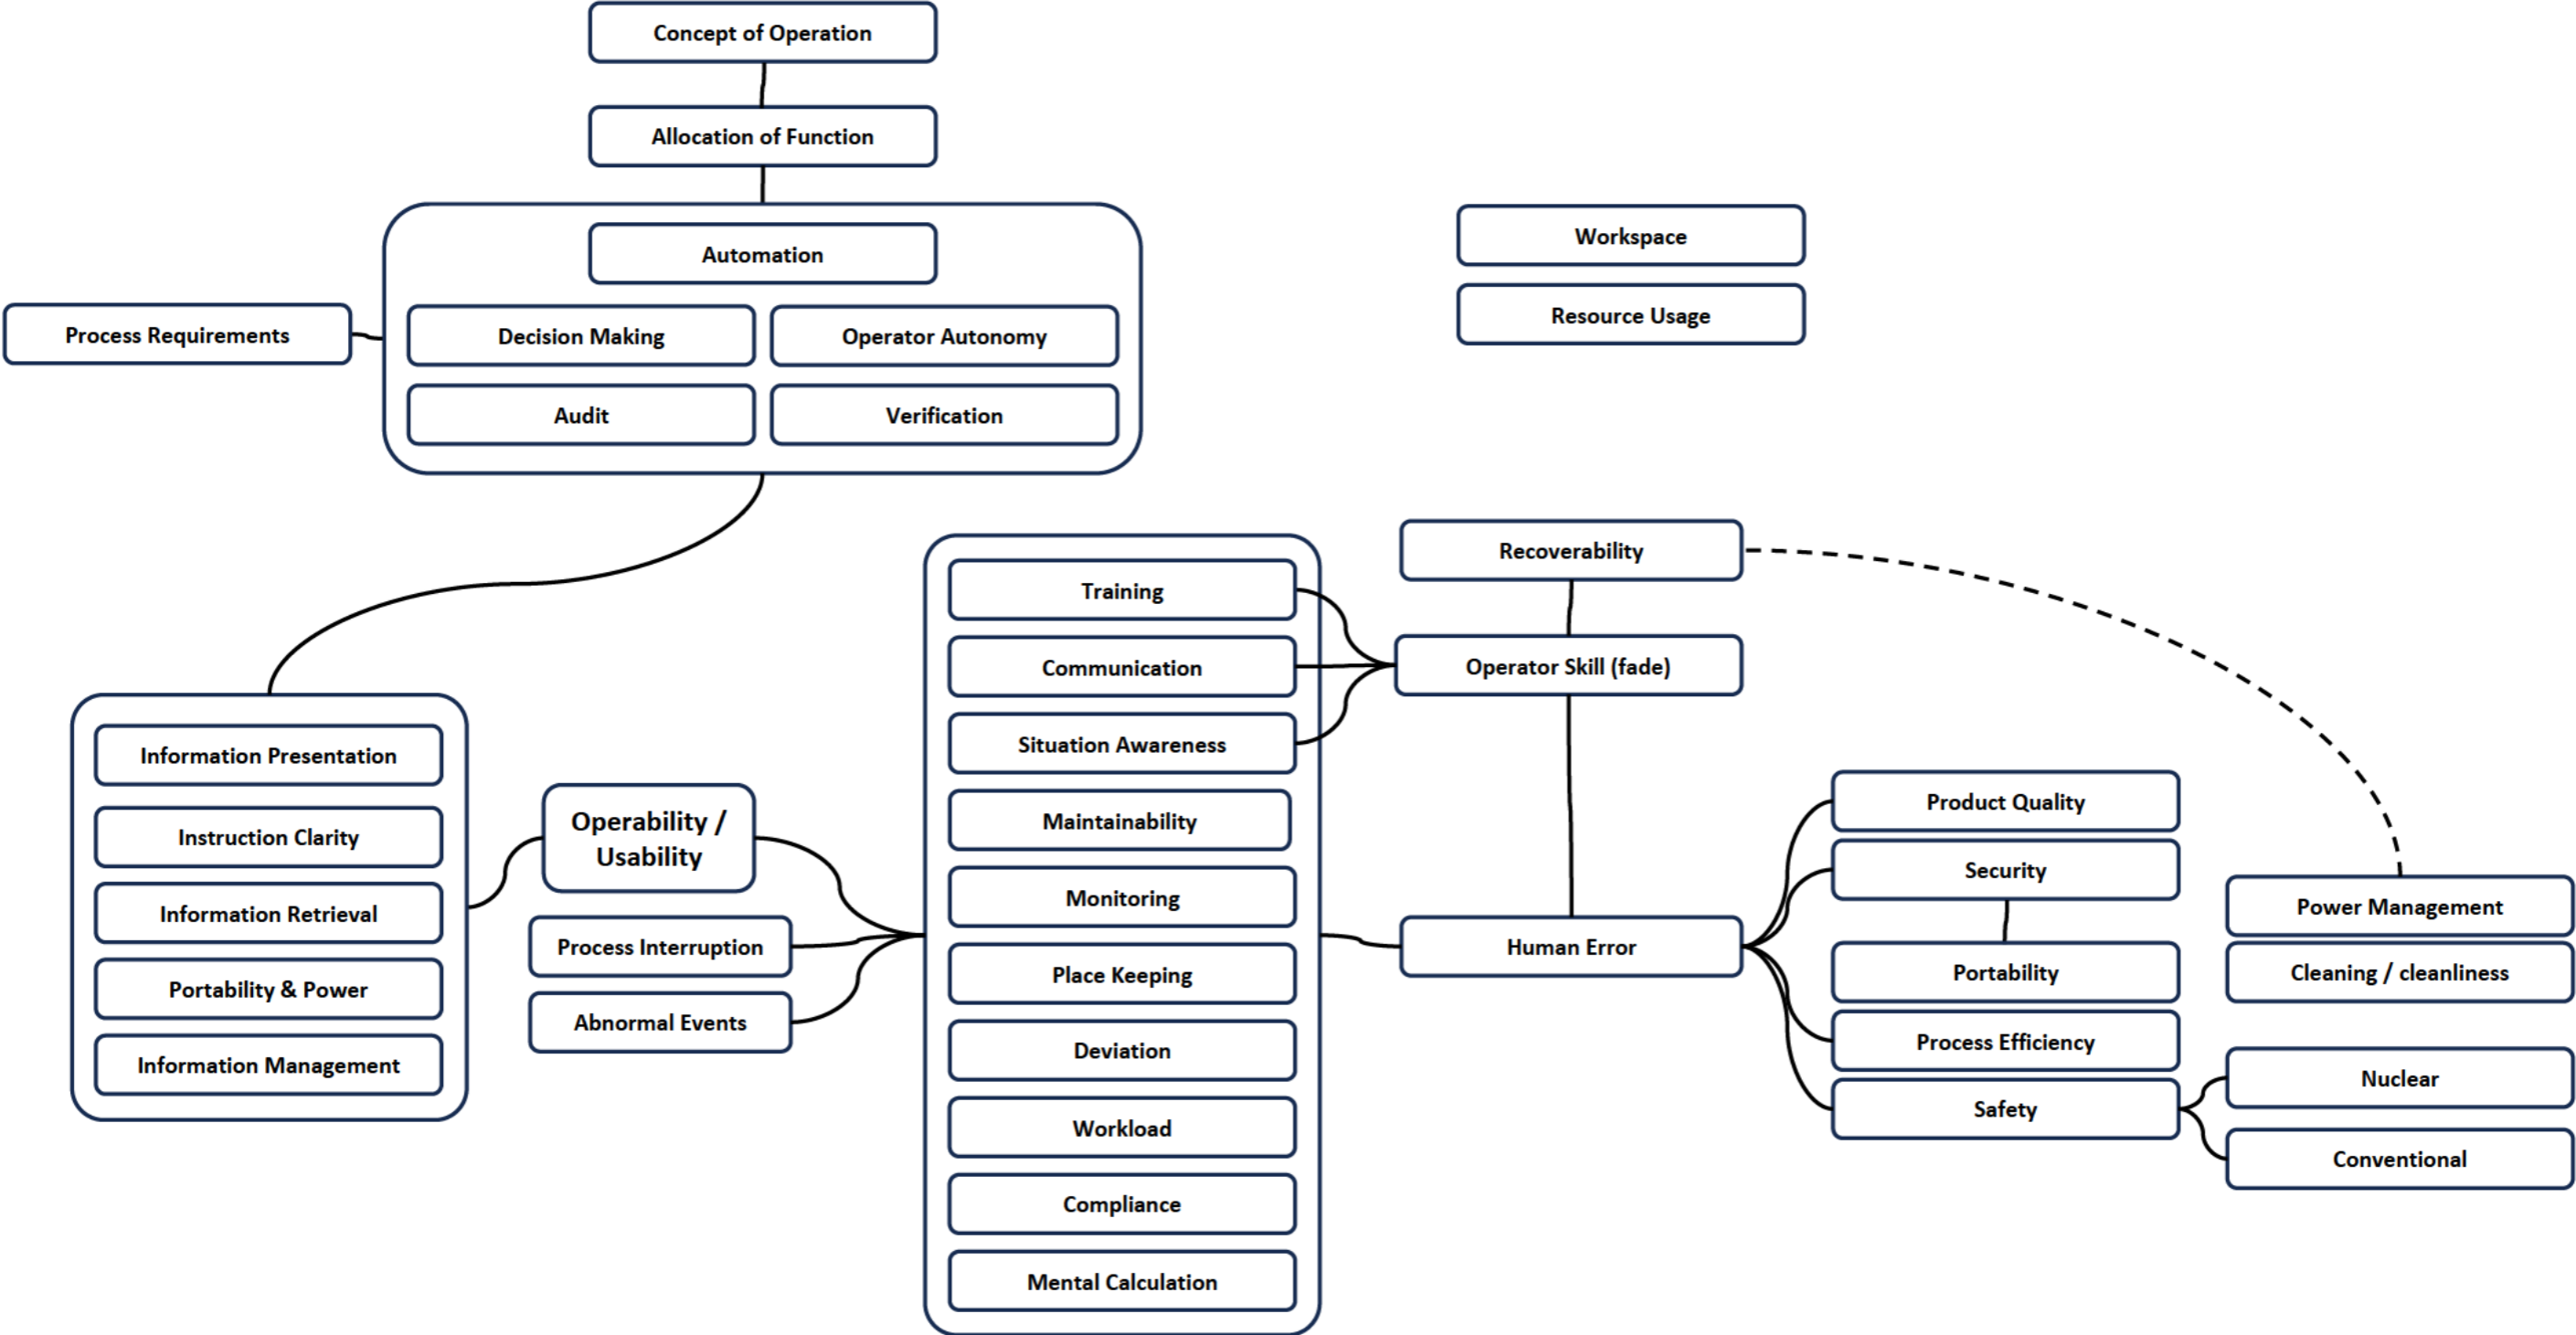 Concept of Operation
Allocation of Function
Automation
Process Requirements
Decision Making
Operator Autonomy
Audit
Verification
Workspace
Resource Usage
Information Presentation
Instruction Clarity
Information Retrieval
Portability & Power
Information Management
Operability /
Usability
Process Interruption
Abnormal Events
Training
Communication
Situation Awareness
Maintainability
Monitoring
Place Keeping
Deviation
Workload
Compliance
Mental Calculation
Recoverability
Operator Skill (fade)
Human Error
Product Quality
Security
Portability
Process Efficiency
Safety
Power Management
Cleaning / cleanliness
Nuclear
Conventional